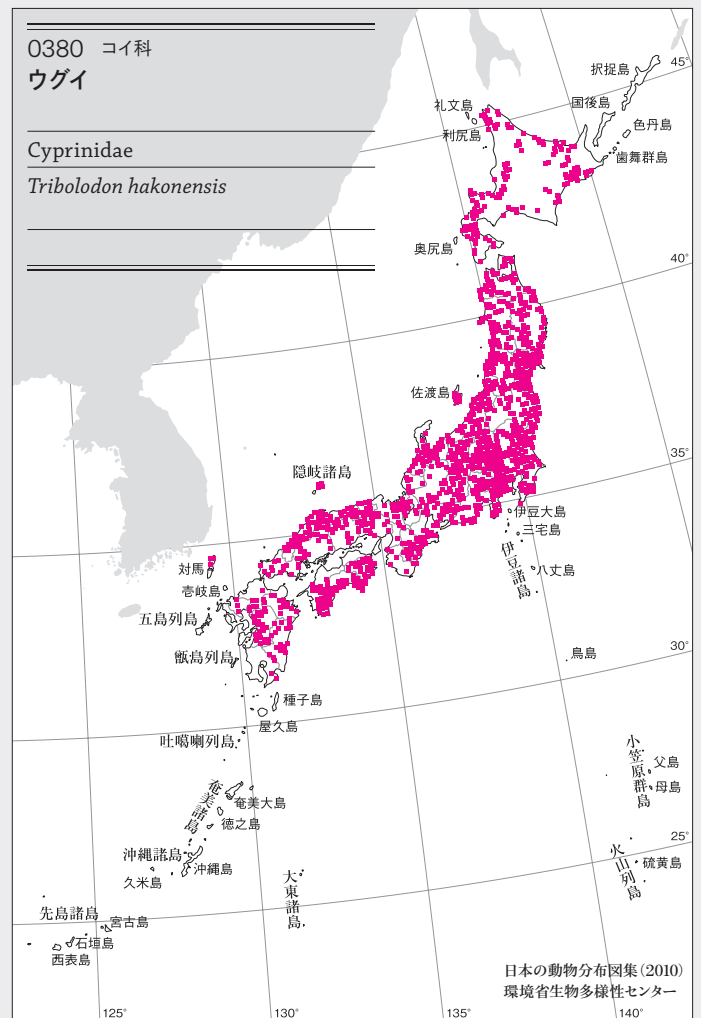 0380 コイ科
ウグイ
Cyprinidae
Tribolodon hakonensis
択捉島
45°
礼文島
国後島
色丹島
利尻島
歯舞群島
奥尻島
40°
佐渡島
35°
隠岐諸島
伊豆大島
三宅島
伊豆諸島
八丈島
対馬
壱岐島
五島列島
甑島列島
鳥島
30°
種子島
屋久島
吐噶喇列島
小笠原群島
父島
母島
奄美諸島
奄美大島
徳之島
25°
沖縄諸島
沖縄島
久米島
火山列島
硫黄島
大東諸島
先島諸島
宮古島
石垣島
西表島
日本の動物分布図集(2010)
環境省生物多様性センター
125°
130°
135°
140°